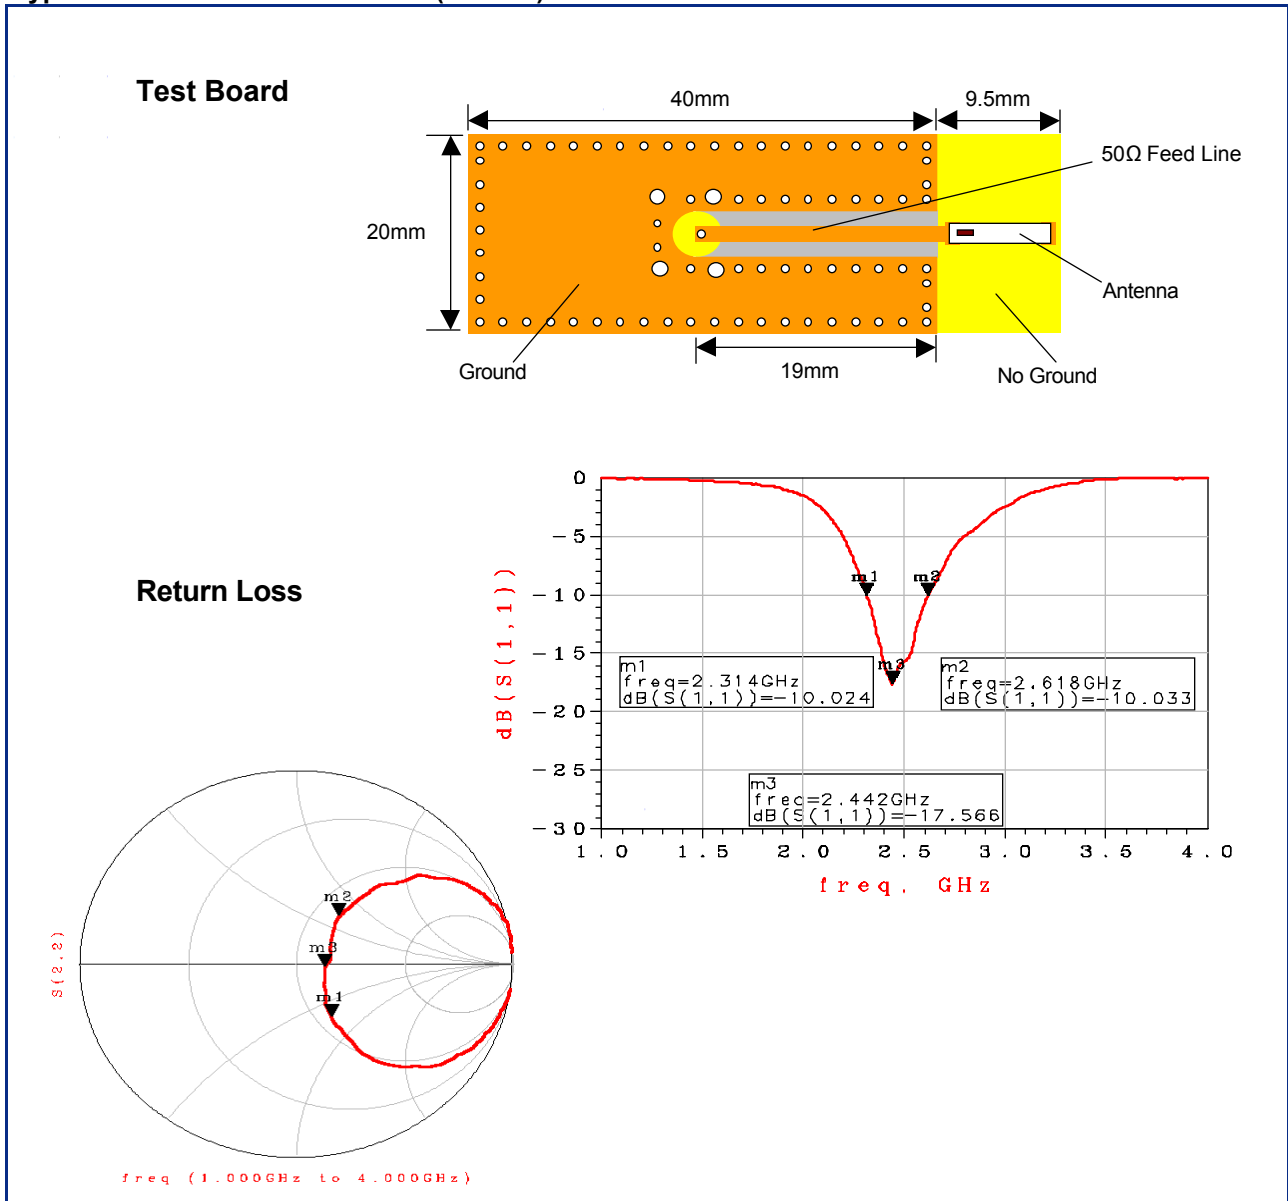 Test Board
40mm
9.5mm
50Ω Feed Line
20mm
Antenna
Ground
19mm
No Ground
Return Loss
dB(S(1,1))
0
-5
-10
-15
-20
-25
-30
m1
m2
m3
m1
freq=2.314GHz
dB(S(1,1))=-10.024
m2
freq=2.618GHz
dB(S(1,1))=-10.033
m3
freq=2.442GHz
dB(S(1,1))=-17.566
1.0 1.5 2.0 2.5 3.0 3.5 4.0
freq, GHz
m2
m3
m1
S(2,2)
freq (1.000GHz to 4.000GHz)